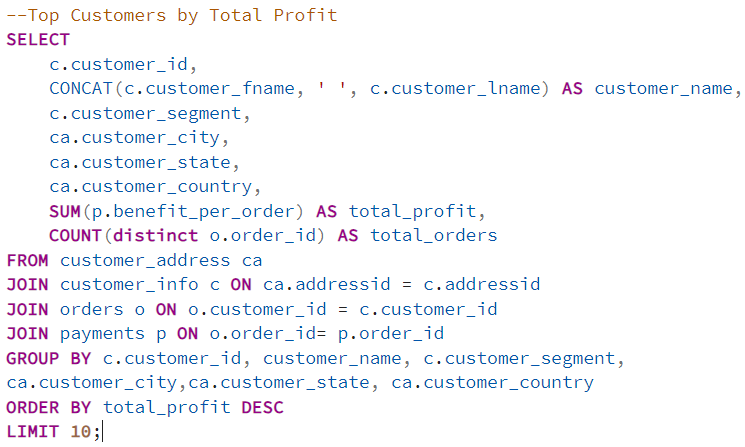 --Top Customers by Total Profit
SELECT
    c.customer_id,
    CONCAT(c.customer_fname, ' ', c.customer_lname) AS customer_name,
    c.customer_segment,
    ca.customer_city,
    ca.customer_state,
    ca.customer_country,
    SUM(p.benefit_per_order) AS total_profit,
    COUNT(distinct o.order_id) AS total_orders
FROM customer_address ca
JOIN customer_info c ON ca.addressid = c.addressid
JOIN orders o ON o.customer_id = c.customer_id
JOIN payments p ON o.order_id= p.order_id
GROUP BY c.customer_id, customer_name, c.customer_segment,
ca.customer_city,ca.customer_state, ca.customer_country
ORDER BY total_profit DESC
LIMIT 10;